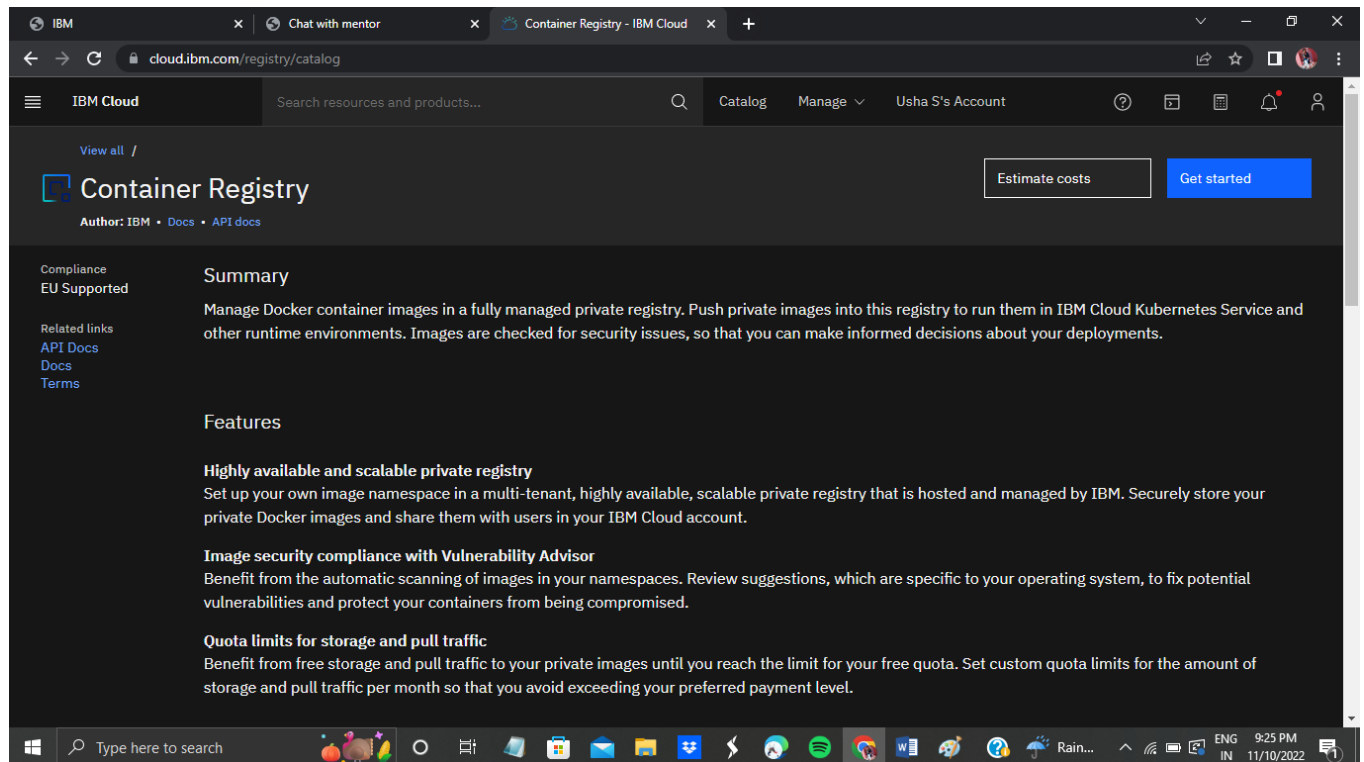 IBM
Chat with mentor
Container Registry - IBM Cloud
cloud.ibm.com/registry/catalog
IBM Cloud
Search resources and products...
Catalog
Manage
Usha S's Account
View all /
Container Registry
Estimate costs
Get started
Author: IBM • Docs • API docs
Compliance
EU Supported
Related links
API Docs
Docs
Terms
Summary
Manage Docker container images in a fully managed private registry. Push private images into this registry to run them in IBM Cloud Kubernetes Service and
other runtime environments. Images are checked for security issues, so that you can make informed decisions about your deployments.
Features
Highly available and scalable private registry
Set up your own image namespace in a multi-tenant, highly available, scalable private registry that is hosted and managed by IBM. Securely store your
private Docker images and share them with users in your IBM Cloud account.
Image security compliance with Vulnerability Advisor
Benefit from the automatic scanning of images in your namespaces. Review suggestions, which are specific to your operating system, to fix potential
vulnerabilities and protect your containers from being compromised.
Quota limits for storage and pull traffic
Benefit from free storage and pull traffic to your private images until you reach the limit for your free quota. Set custom quota limits for the amount of
storage and pull traffic per month so that you avoid exceeding your preferred payment level.
Type here to search
Rain...
ENG
IN
9:25 PM
11/10/2022
1